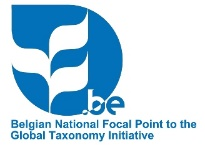 .be
Belgian National Focal Point to the
Global Taxonomy Initiative